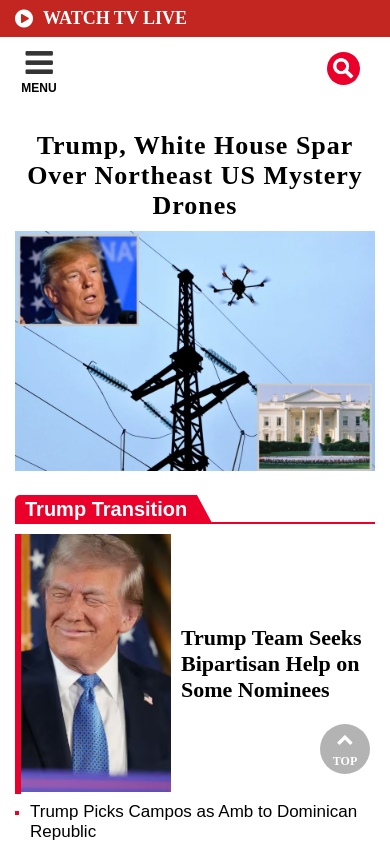 WATCH TV LIVE
MENU
Trump, White House Spar
Over Northeast US Mystery
Drones
NAT
Trump Transition
Trump Team Seeks
Bipartisan Help on
Some Nominees
TOP
Trump Picks Campos as Amb to Dominican
Republic